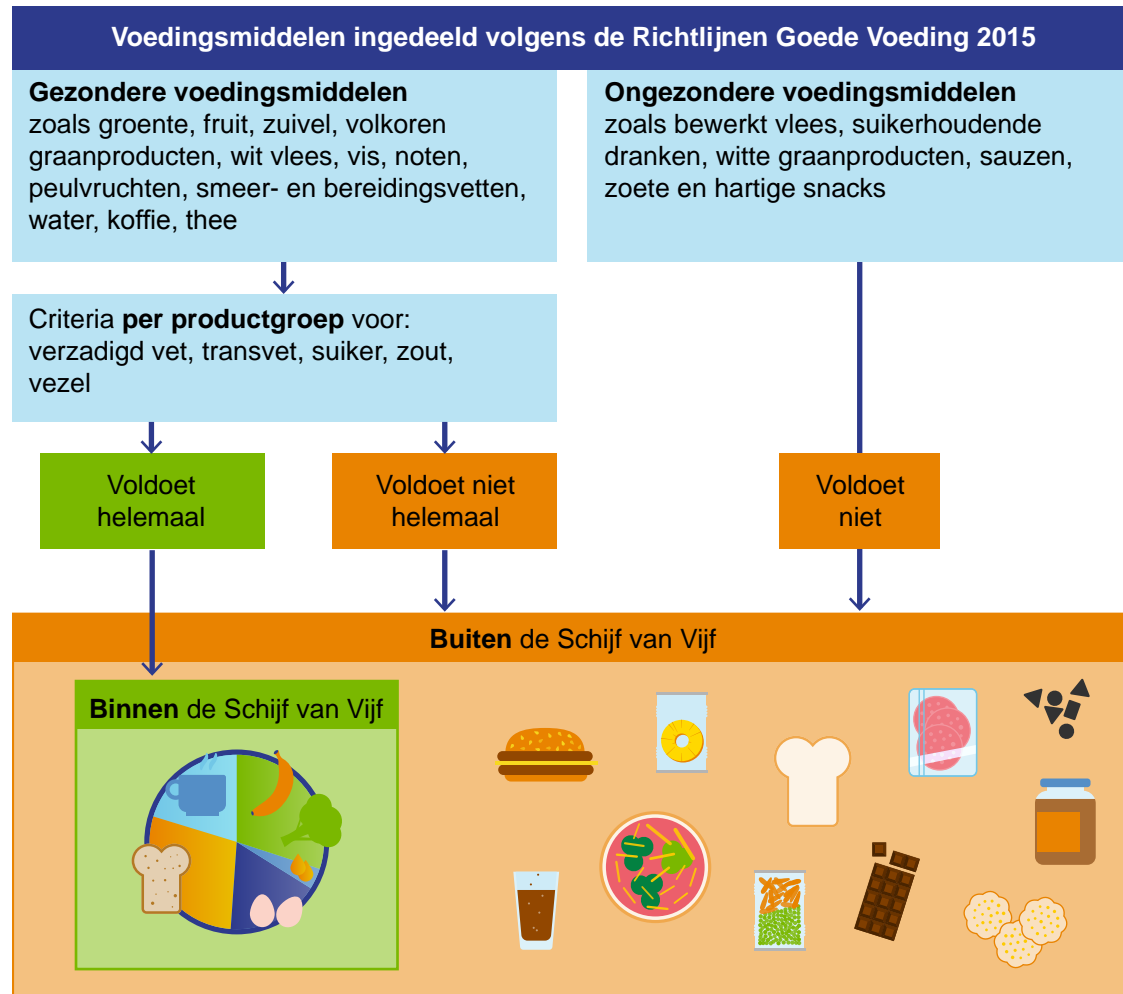 Voedingsmiddelen ingedeeld volgens de Richtlijnen Goede Voeding 2015
Gezondere voedingsmiddelen
zoals groente, fruit, zuivel, volkoren
graanproducten, wit vlees, vis, noten,
peulvruchten, smeer- en bereidingsvetten,
water, koffie, thee
Ongezondere voedingsmiddelen
zoals bewerkt vlees, suikerhoudende
dranken, witte graanproducten, sauzen,
zoete en hartige snacks
Criteria per productgroep voor:
verzadigd vet, transvet, suiker, zout,
vezel
Voldoet
helemaal
Voldoet niet
helemaal
Voldoet
niet
Buiten de Schijf van Vijf
Binnen de Schijf van Vijf